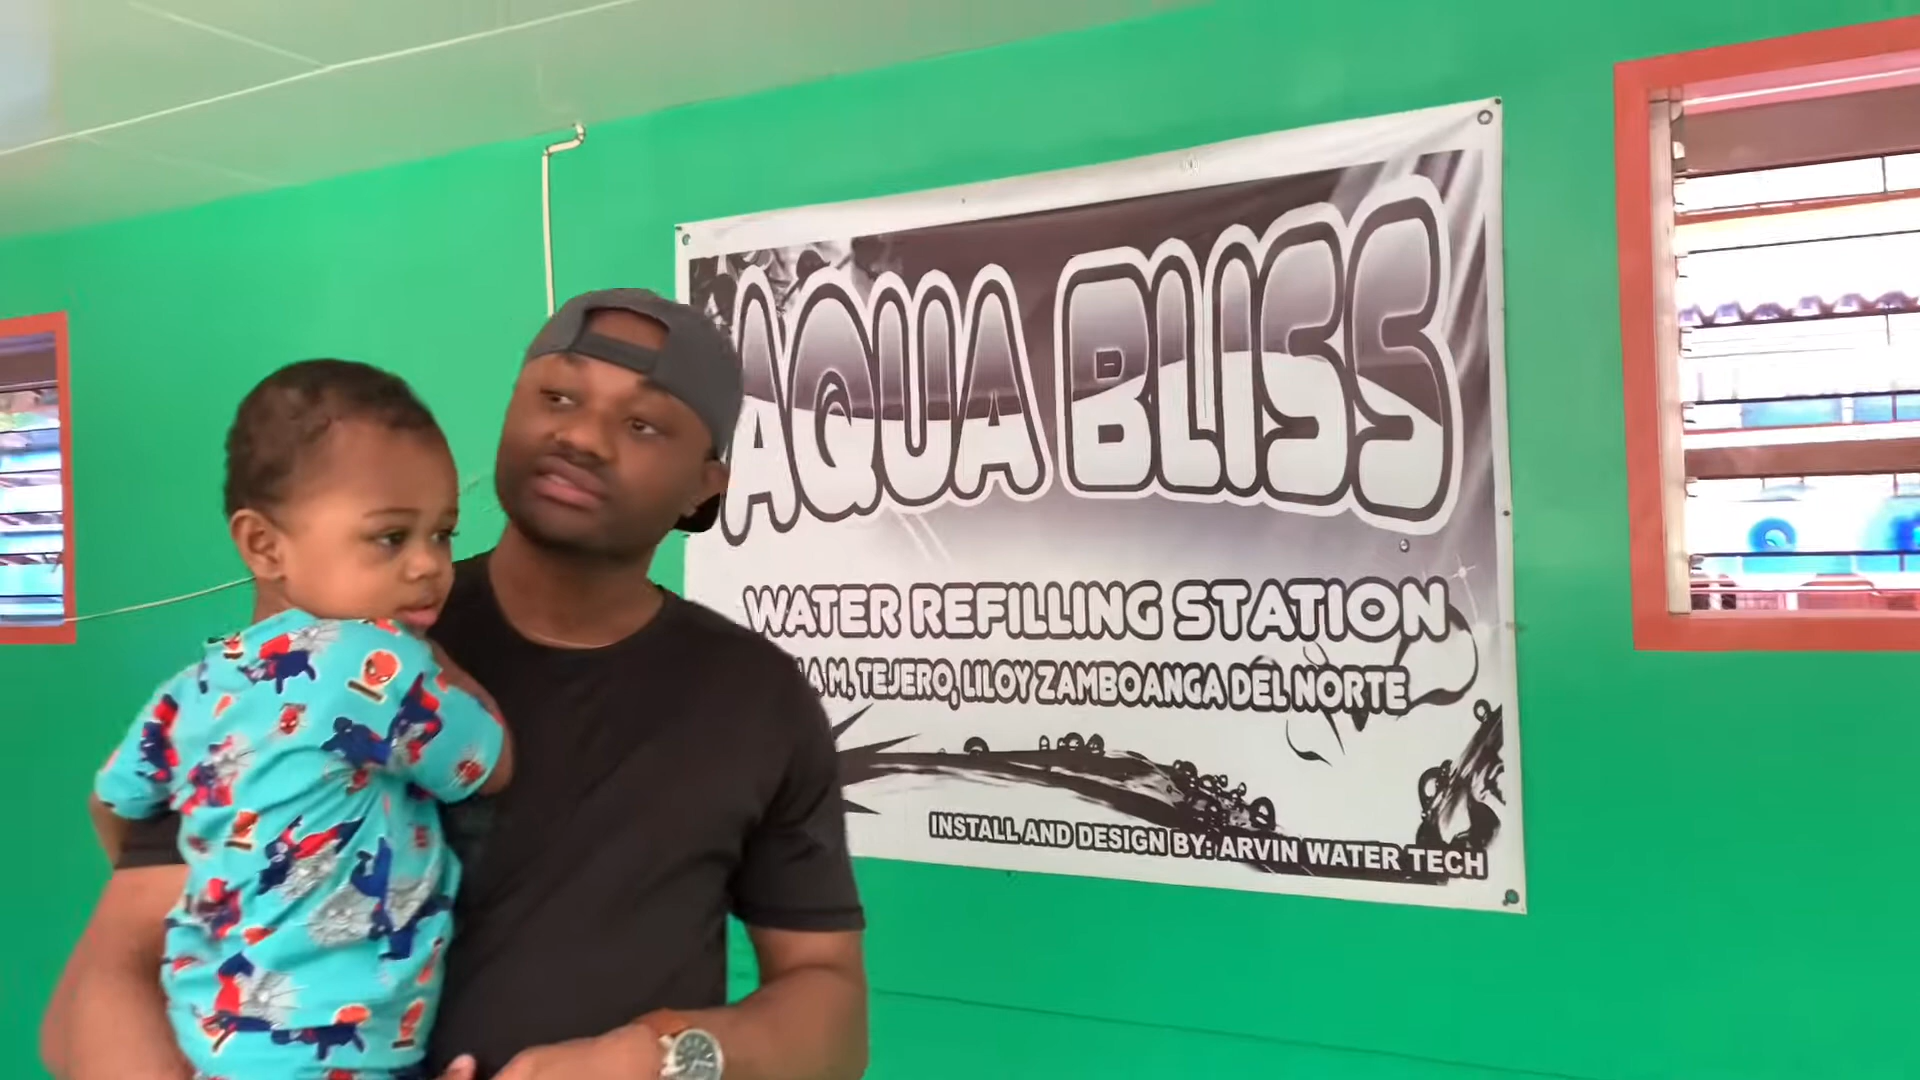 AQUA BLISS
WATER REFILLING STATION
M. TEJERO, LILOY ZAMBOANGA DEL NORTE
INSTALL AND DESIGN BY: ARVIN WATER TECH